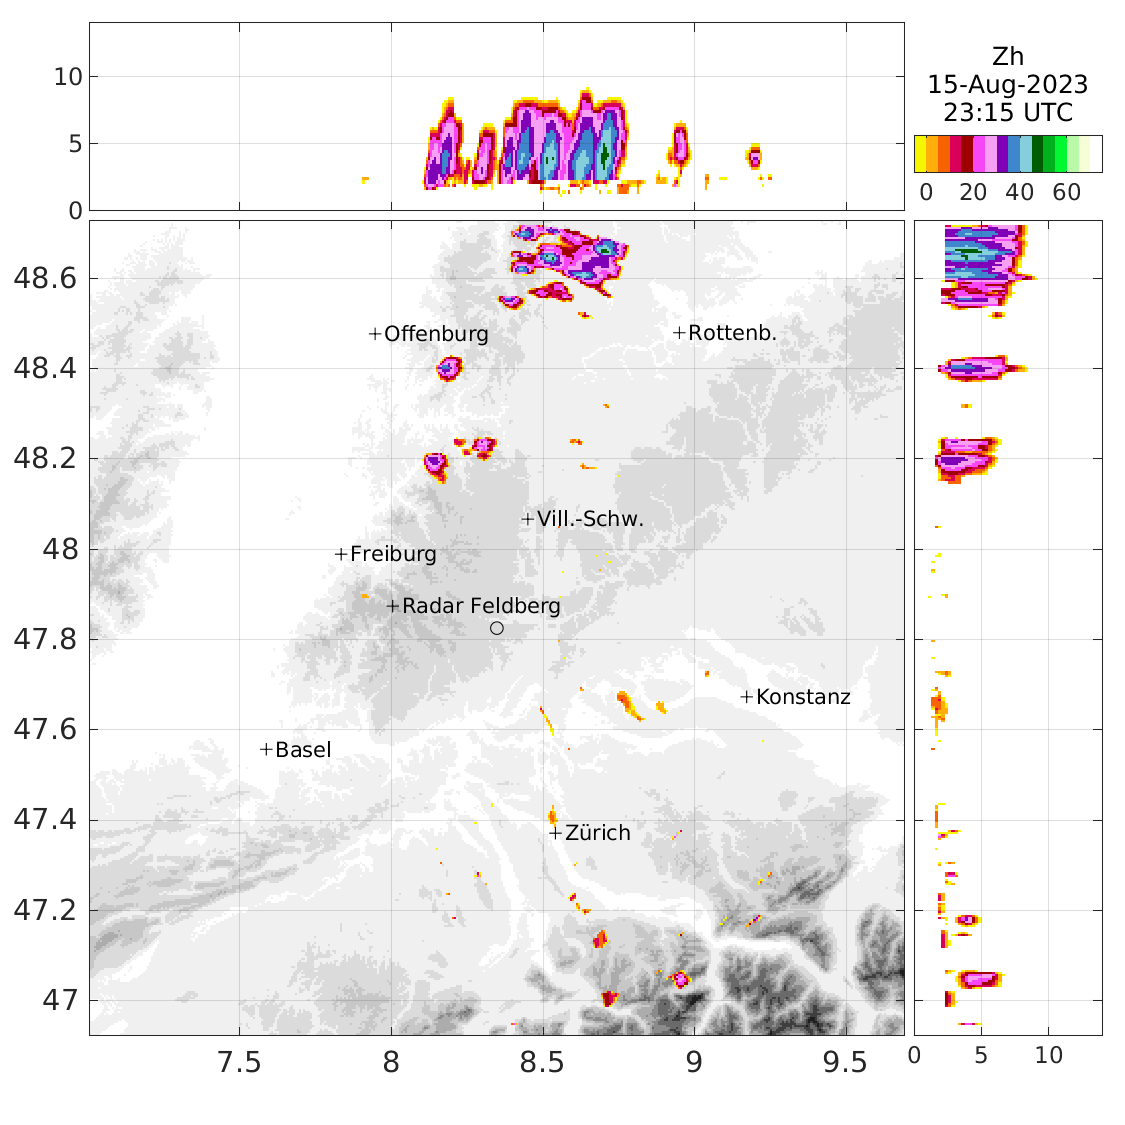 Zh
15-Aug-2023
23:15 UTC
10
5
0
0 20 40 60
48.6
48.4
48.2
48
47.8
47.6
47.4
47.2
47
+Offenburg
+Rottenb.
+Vill.-Schw.
+Freiburg
+Radar Feldberg
+Konstanz
+Basel
+Zürich
7.5 8 8.5 9 9.5
0 5 10